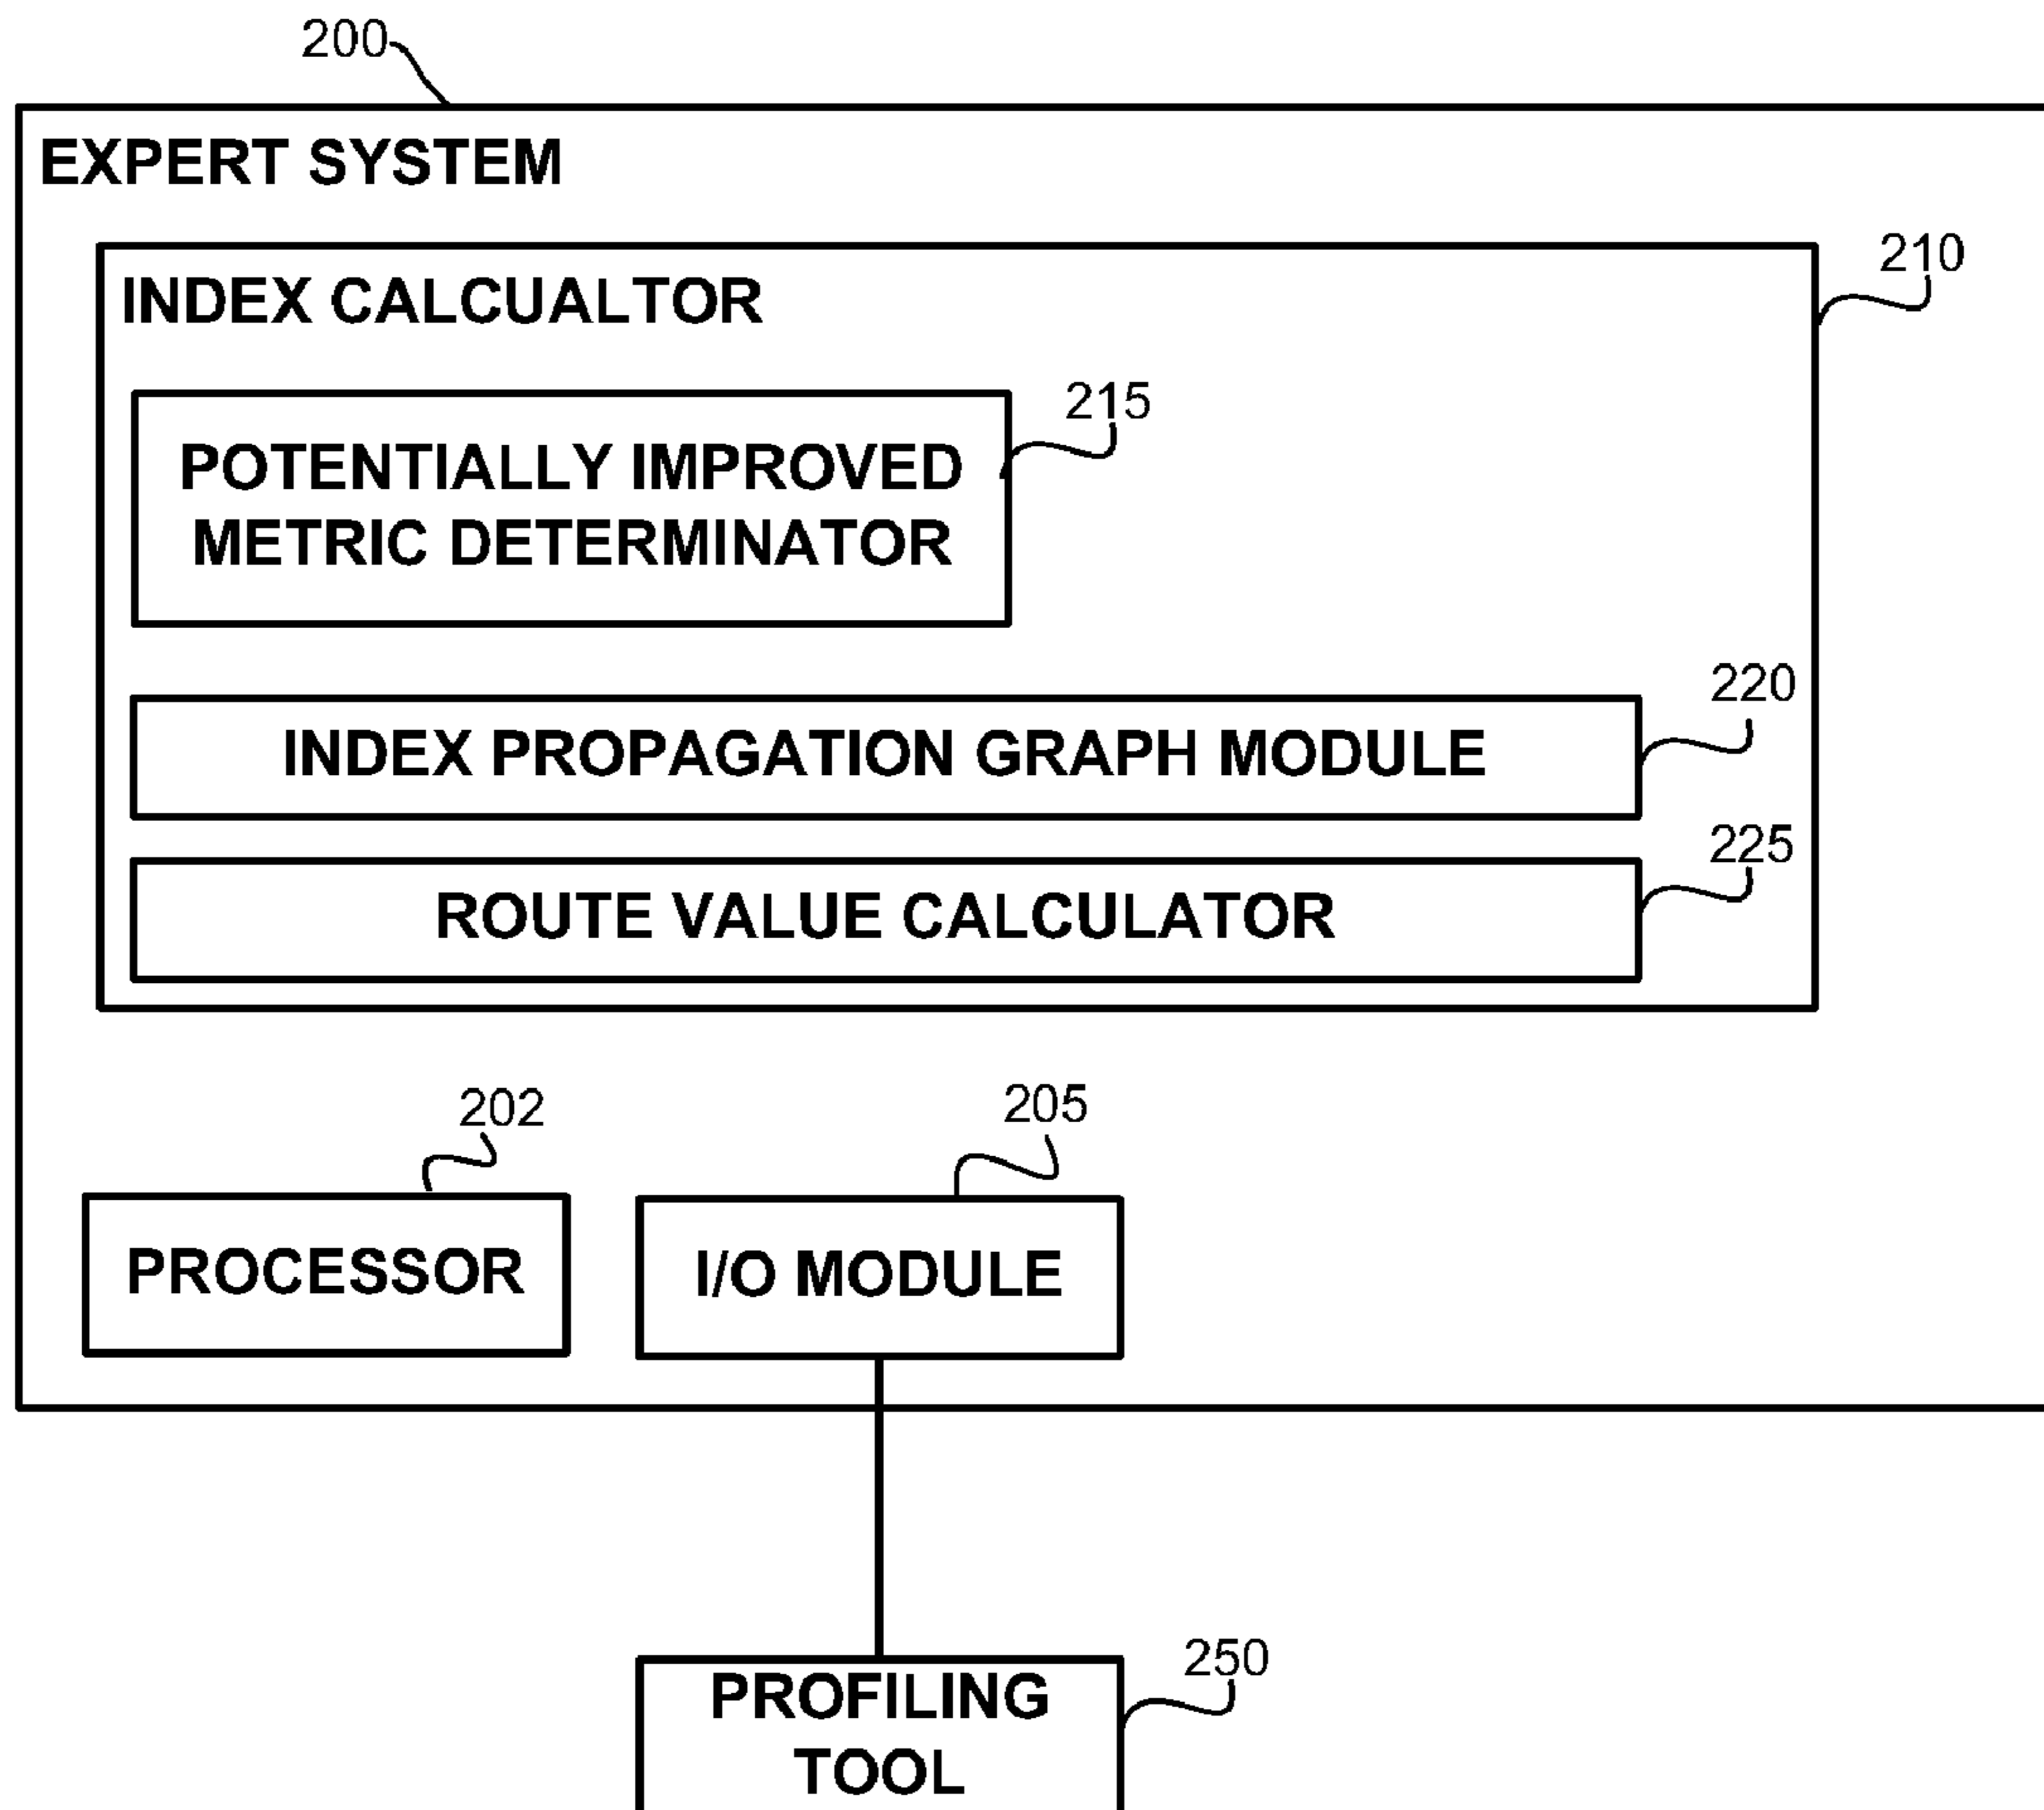 200
EXPERT SYSTEM
210
INDEX CALCUALTOR
215
POTENTIALLY IMPROVED
METRIC DETERMINATOR
220
INDEX PROPAGATION GRAPH MODULE
225
ROUTE VALUE CALCULATOR
202
205
PROCESSOR
I/O MODULE
250
PROFILING
TOOL